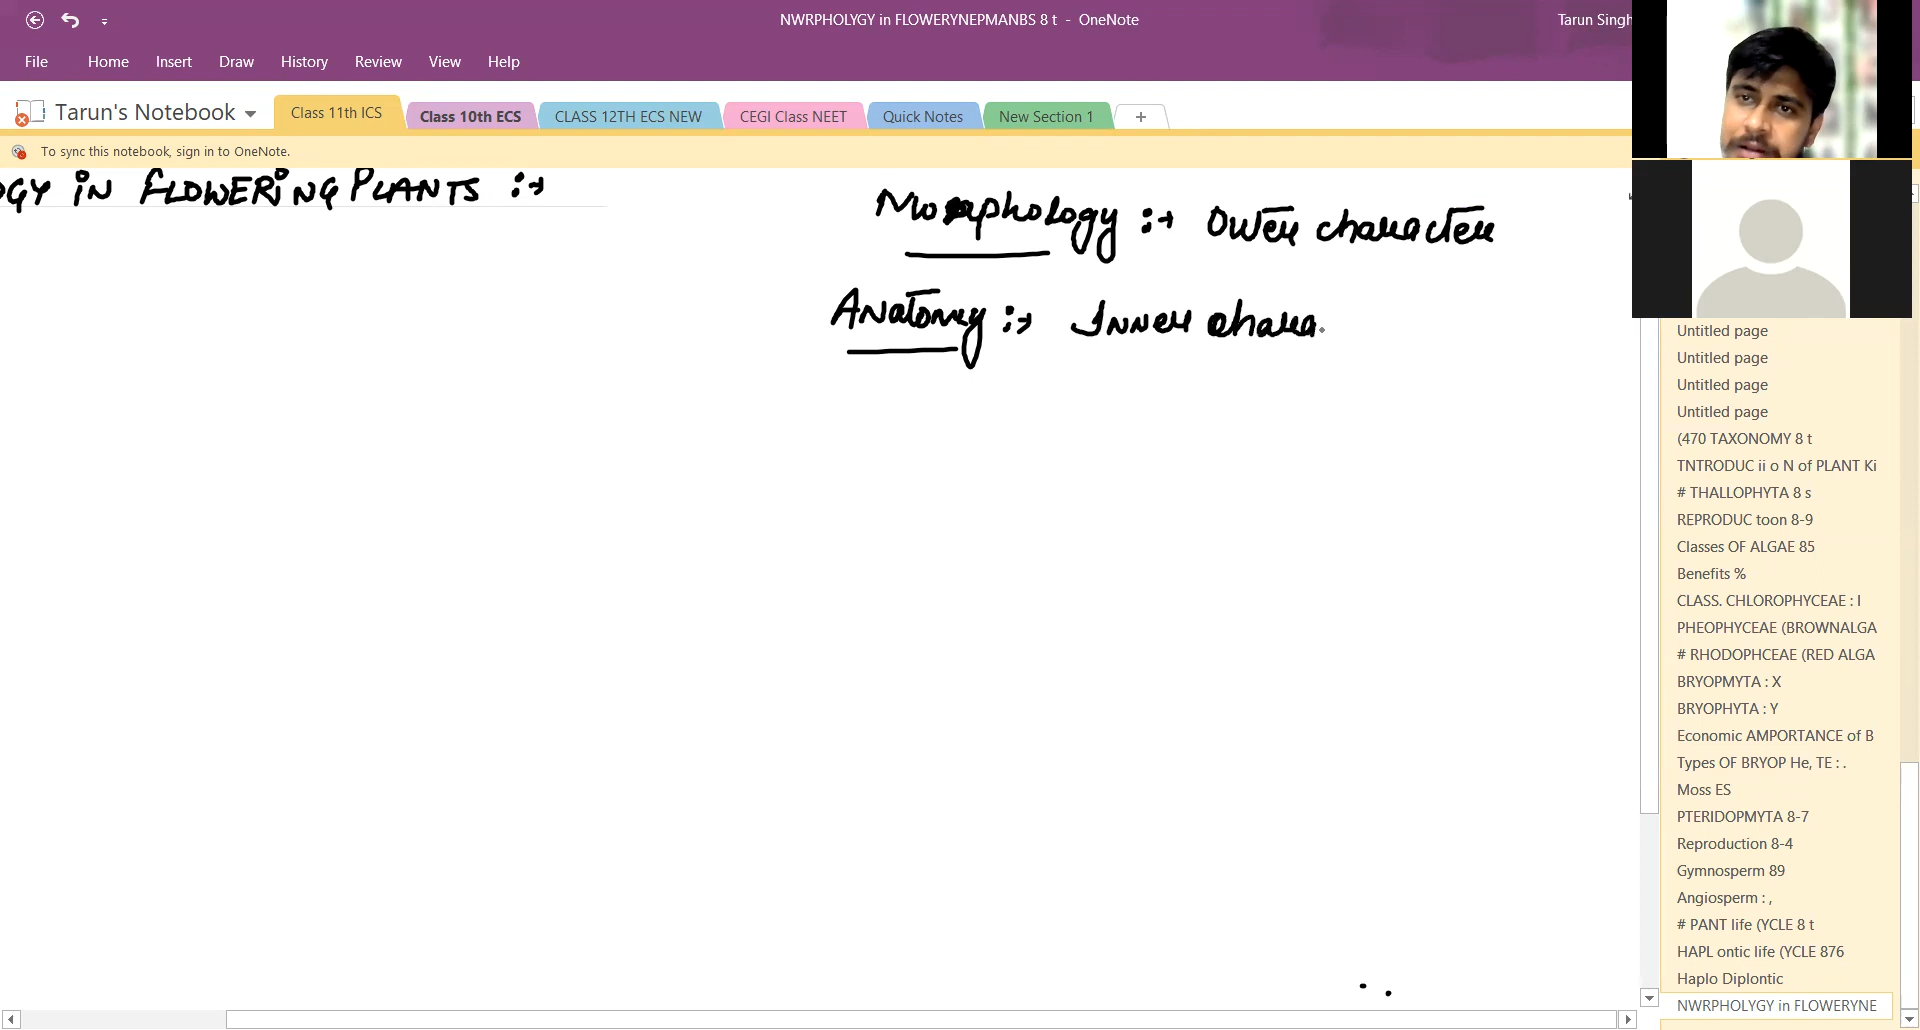 NWRPHOLYGY in FLOWERYNEPMANBS 8 t - OneNote
Tarun Singh
File Home Insert Draw History Review View Help
Tarun's Notebook
Class 11th ICS
Class 10th ECS
CLASS 12TH ECS NEW
CEGI Class NEET
Quick Notes
New Section 1
To sync this notebook, sign in to OneNote.
OGY in FLOWERING PLANTS :→
Morphology :→ Outer character
Anatomy :→ Inner chara
Untitled page
Untitled page
Untitled page
Untitled page
(470 TAXONOMY 8 t
TNTRODUC ii o N of PLANT Ki
# THALLOPHYTA 8 s
REPRODUC toon 8-9
Classes OF ALGAE 85
Benefits %
CLASS. CHLOROPHYCEAE : I
PHEOPHYCEAE (BROWNALGA
# RHODOPHCEAE (RED ALGA
BRYOPMYTA : X
BRYOPHYTA : Y
Economic AMPORTANCE of B
Types OF BRYOP He, TE : .
Moss ES
PTERIDOPMYTA 8-7
Reproduction 8-4
Gymnosperm 89
Angiosperm : ,
# PANT life (YCLE 8 t
HAPL ontic life (YCLE 876
Haplo Diplontic
NWRPHOLYGY in FLOWERYNE